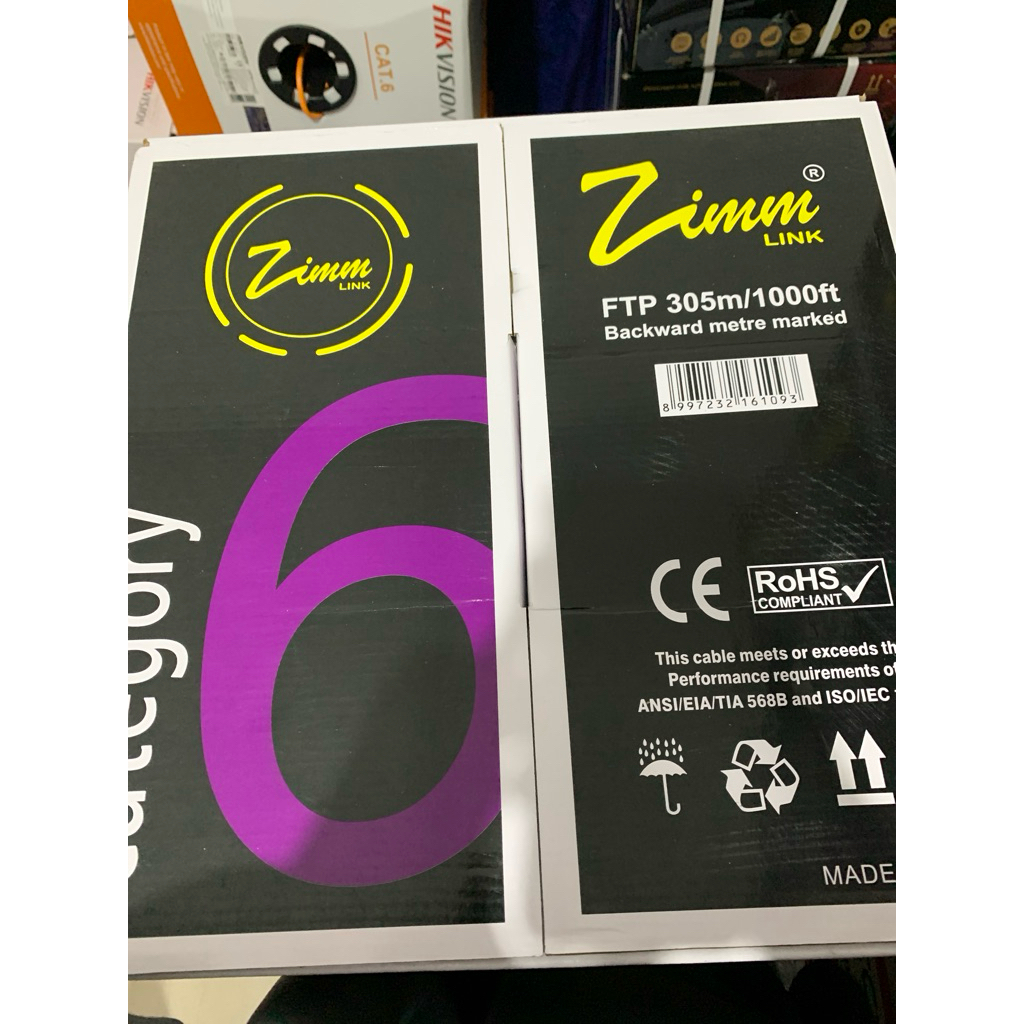 HIKVISION
CAT.6
HIKVISION
Zimm
LINK
Category
6
Zimm®
LINK
FTP 305m/1000ft
Backward metre marked
8 997232 161093
CE
RoHS
COMPLIANT
This cable meets or exceeds th
Performance requirements of
ANSI/EIA/TIA 568B and ISO/IEC
MADE